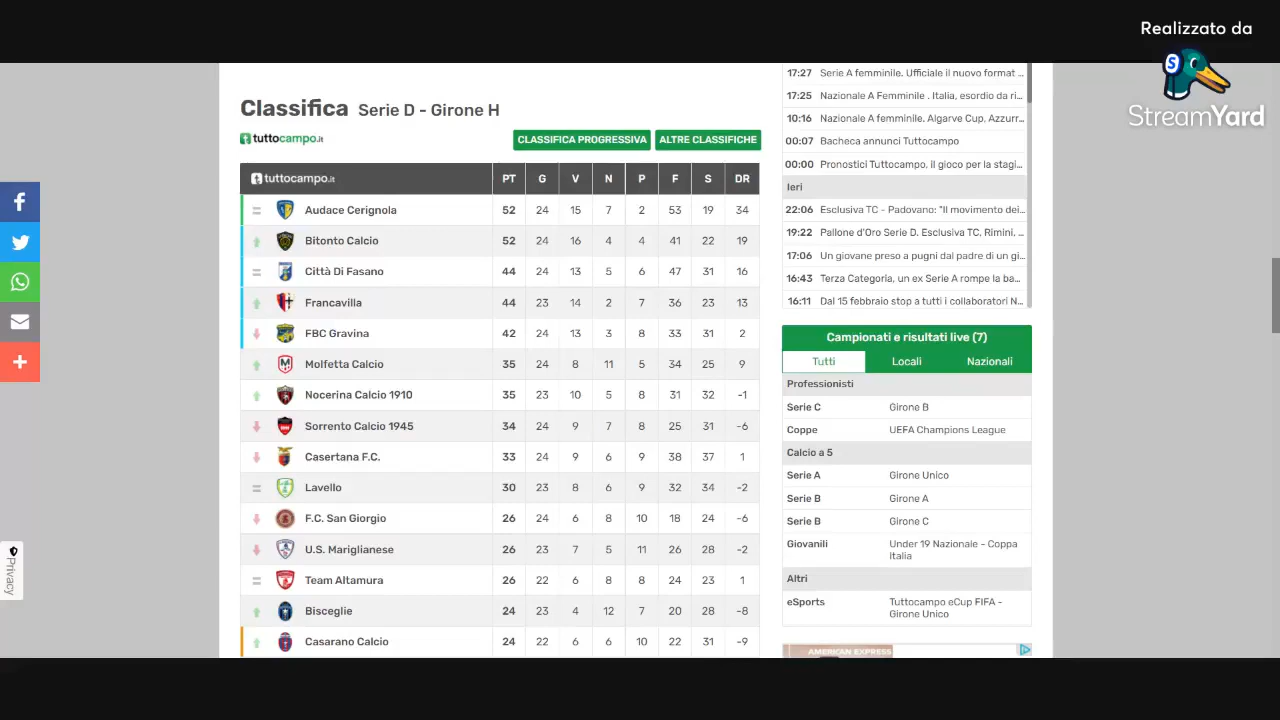 Realizzato da
StreamYard
Classifica Serie D - Girone H
tuttocampo.it
CLASSIFICA PROGRESSIVA ALTRE CLASSIFICHE
tuttocampo.it PT G V N P F S DR
Audace Cerignola 52 24 15 7 2 53 19 34
Bitonto Calcio 52 24 16 4 4 41 22 19
Città Di Fasano 44 24 13 5 6 47 31 16
Francavilla 44 23 14 2 7 36 23 13
FBC Gravina 42 24 13 3 8 33 31 2
Molfetta Calcio 35 24 8 11 5 34 25 9
Nocerina Calcio 1910 35 23 10 5 8 31 32 -1
Sorrento Calcio 1945 34 24 9 7 8 25 31 -6
Casertana F.C. 33 24 9 6 9 38 37 1
Lavello 30 23 8 6 9 32 34 -2
F.C. San Giorgio 26 24 6 8 10 18 24 -6
U.S. Mariglianese 26 23 7 5 11 26 28 -2
Team Altamura 26 22 6 8 8 24 23 1
Bisceglie 24 23 4 12 7 20 28 -8
Casarano Calcio 24 22 6 6 10 22 31 -9
17:27 Serie A femminile. Ufficiale il nuovo format ...
17:25 Nazionale A Femminile . Italia, esordio da ri...
10:16 Nazionale A femminile. Algarve Cup, Azzurr...
00:07 Bacheca annunci Tuttocampo
00:00 Pronostici Tuttocampo, il gioco per la stagi...
Ieri
22:06 Esclusiva TC - Padovano: "Il movimento dei...
19:22 Pallone d'Oro Serie D. Esclusiva TC. Rimini, ...
17:06 Un giovane preso a pugni dal padre di un gi...
16:43 Terza Categoria, un ex Serie A rompe la ba...
16:11 Dal 15 febbraio stop a tutti i collaboratori N...
Campionati e risultati live (7)
Tutti Locali Nazionali
Professionisti
Serie C Girone B
Coppe UEFA Champions League
Calcio a 5
Serie A Girone Unico
Serie B Girone A
Serie B Girone C
Giovanili Under 19 Nazionale - Coppa
Italia
Altri
eSports Tuttocampo eCup FIFA -
Girone Unico
AMERICAN EXPRESS
Privacy